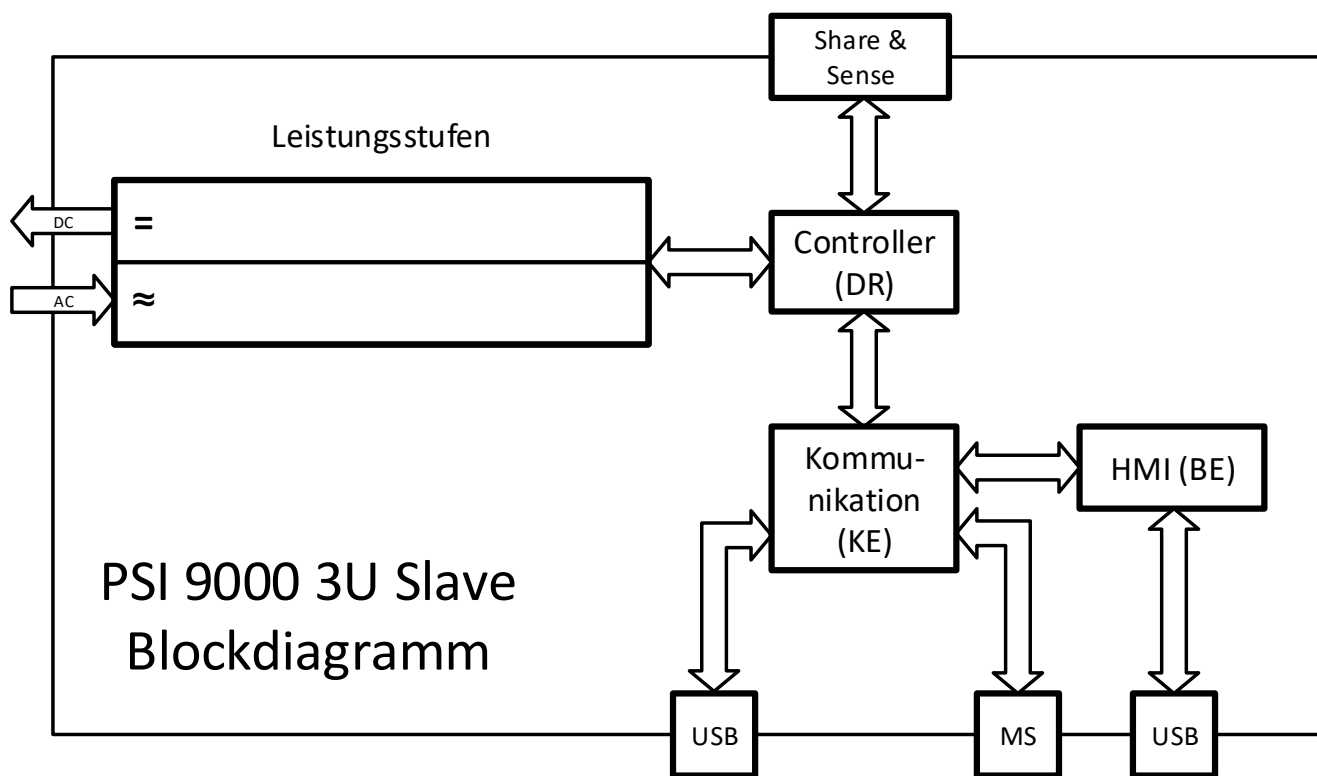 Share &
Sense
Leistungsstufen
DC
=
Controller
(DR)
AC
≈
Kommu-
nikation
(KE)
HMI (BE)
PSI 9000 3U Slave
Blockdiagramm
USB
MS
USB